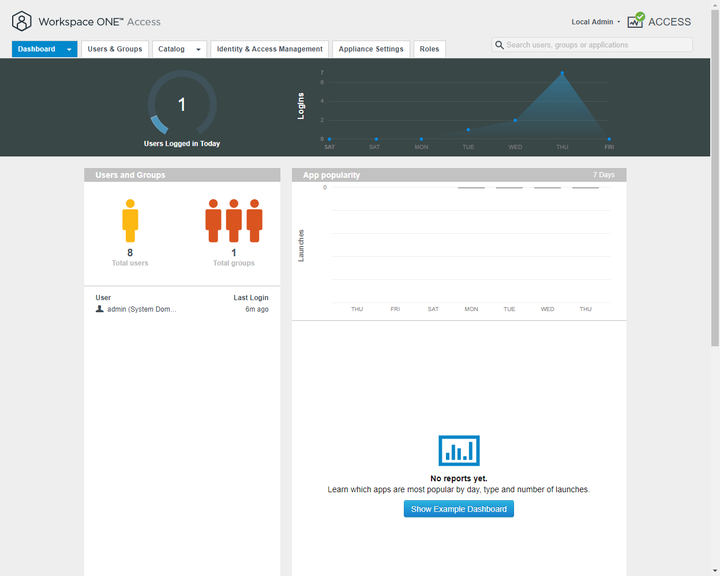 Workspace ONE™ Access
Local Admin
ACCESS
Dashboard
Users & Groups
Catalog
Identity & Access Management
Appliance Settings
Roles
Search users, groups or applications
1
Users Logged in Today
Logins
7
6
4
2
0
SAT
SAT
MON
TUE
WED
THU
FRI
Users and Groups
8
Total users
1
Total groups
User
Last Login
admin (System Dom...
6m ago
App popularity
7 Days
0
Launches
THU
FRI
SAT
MON
TUE
WED
THU
No reports yet.
Learn which apps are most popular by day, type and number of launches.
Show Example Dashboard